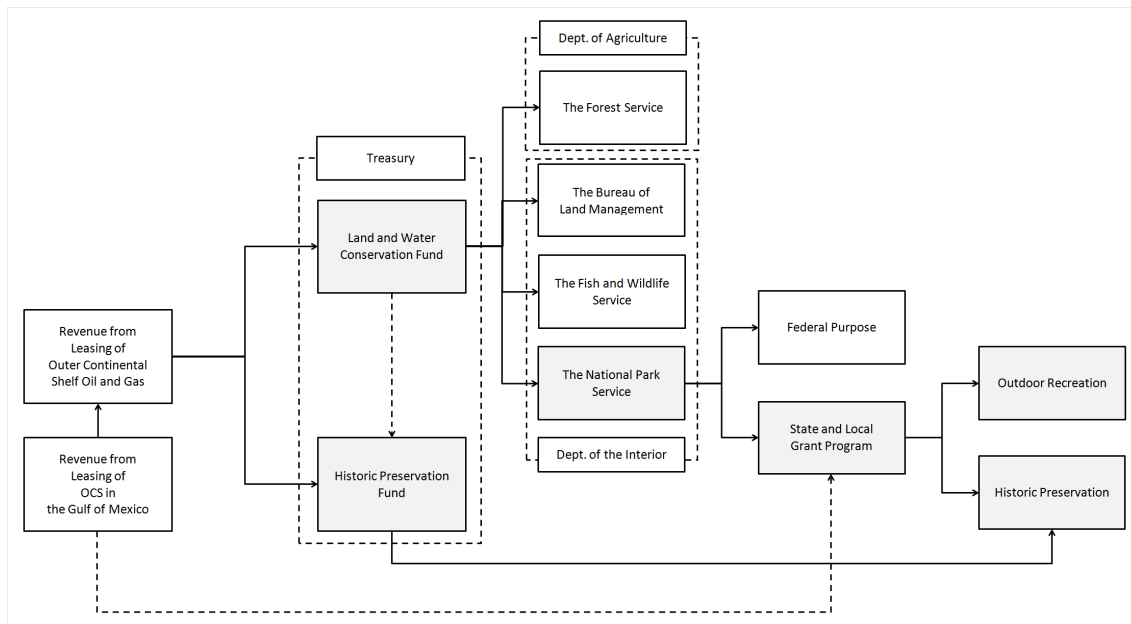 Dept. of Agriculture
The Forest Service
Treasury
The Bureau of
Land Management
Land and Water
Conservation Fund
The Fish and Wildlife
Service
Federal Purpose
Revenue from
Leasing of
Outer Continental
Shelf Oil and Gas
The National Park
Service
Outdoor Recreation
State and Local
Grant Program
Dept. of the Interior
Revenue from
Leasing of
OCS in
the Gulf of Mexico
Historic Preservation
Fund
Historic Preservation